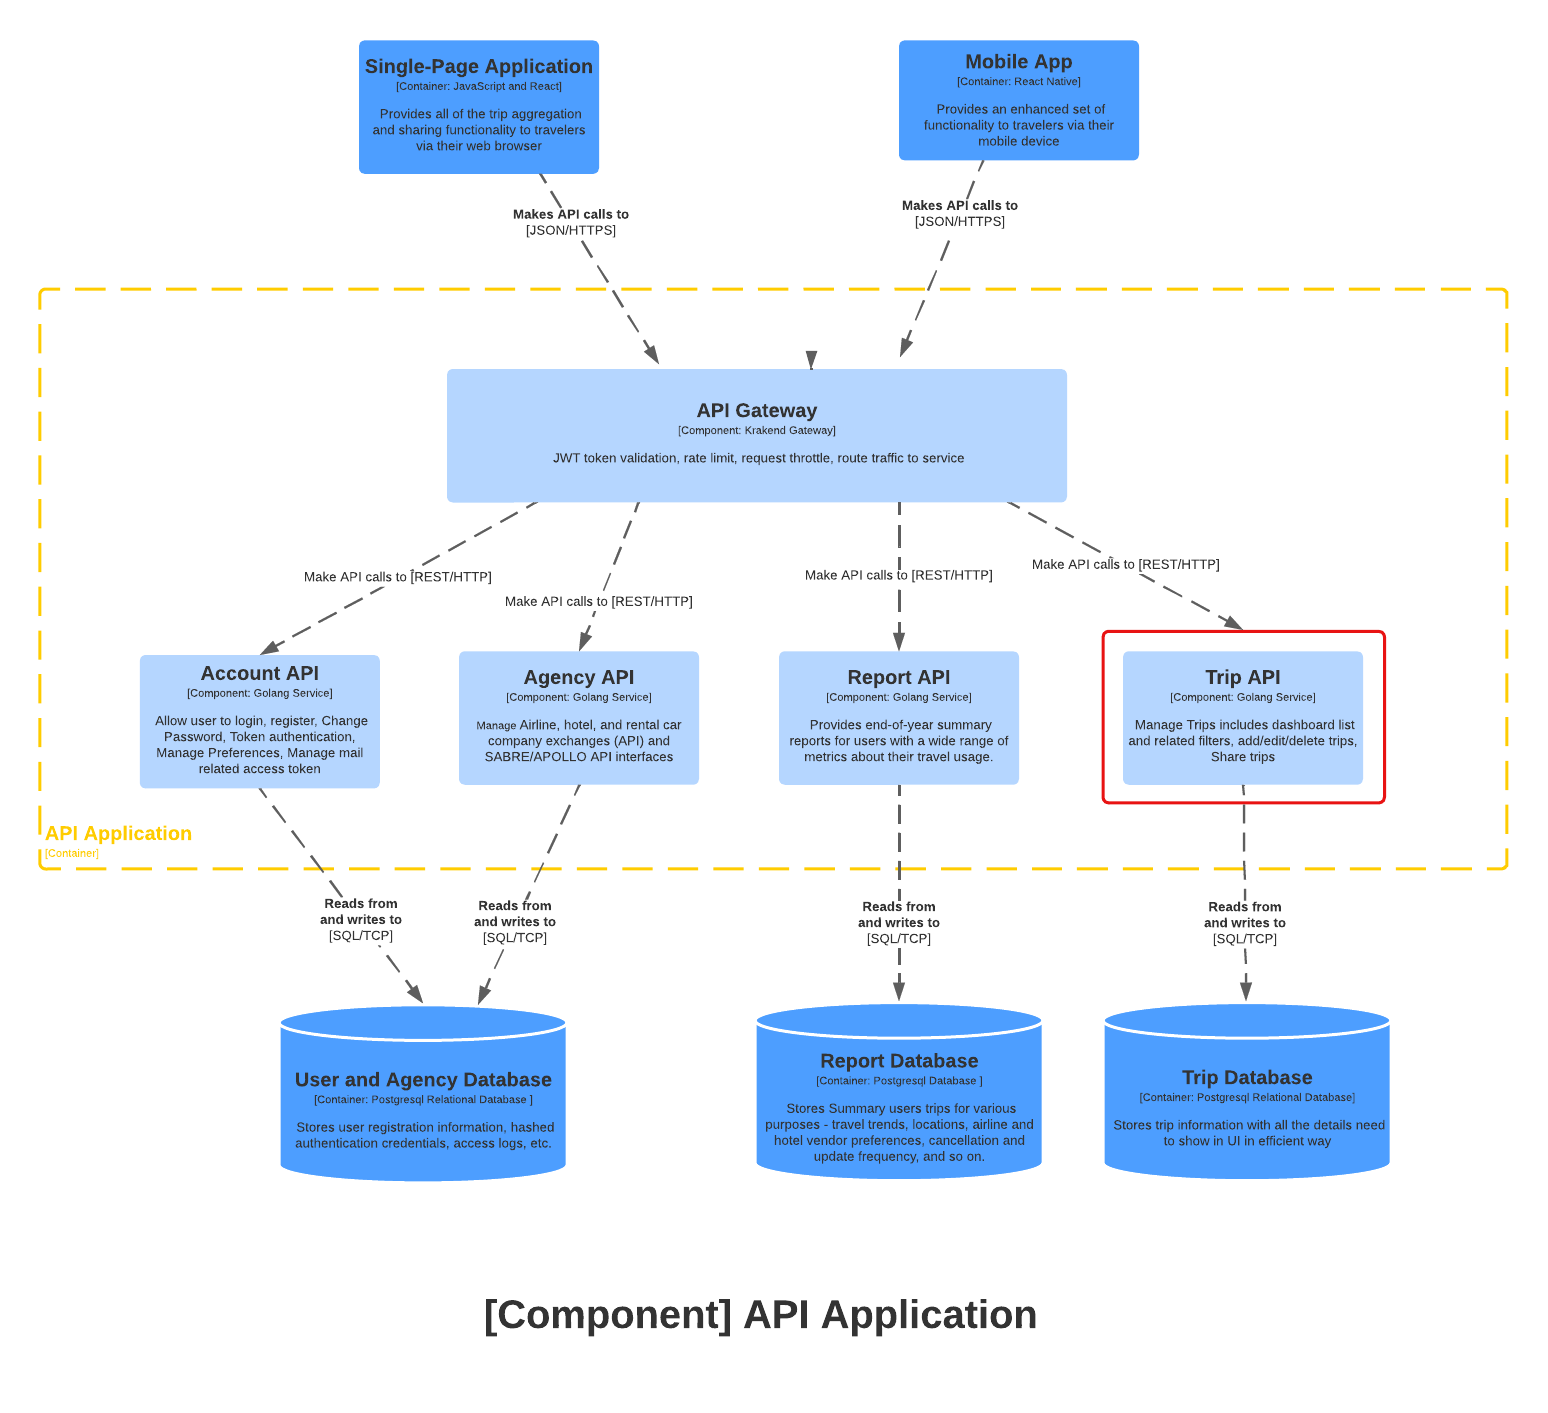 Single-Page Application
[Container: JavaScript and React]
Provides all of the trip aggregation
and sharing functionality to travelers
via their web browser
Mobile App
[Container: React Native]
Provides an enhanced set of
functionality to travelers via their
mobile device
Makes API calls to
[JSON/HTTPS]
Makes API calls to
[JSON/HTTPS]
API Gateway
[Component: Krakend Gateway]
JWT token validation, rate limit, request throttle, route traffic to service
Make API calls to [REST/HTTP]
Make API calls to [REST/HTTP]
Make API calls to [REST/HTTP]
Make API calls to [REST/HTTP]
Account API
[Component: Golang Service]
Allow user to login, register, Change
Password, Token authentication,
Manage Preferences, Manage mail
related access token
Agency API
[Component: Golang Service]
Manage Airline, hotel, and rental car
company exchanges (API) and
SABRE/APOLLO API interfaces
Report API
[Component: Golang Service]
Provides end-of-year summary
reports for users with a wide range of
metrics about their travel usage.
Trip API
[Component: Golang Service]
Manage Trips includes dashboard list
and related filters, add/edit/delete trips,
Share trips
API Application
[Container]
Reads from
and writes to
[SQL/TCP]
Reads from
and writes to
[SQL/TCP]
Reads from
and writes to
[SQL/TCP]
Reads from
and writes to
[SQL/TCP]
User and Agency Database
[Container: Postgresql Relational Database ]
Stores user registration information, hashed
authentication credentials, access logs, etc.
Report Database
[Container: Postgresql Database ]
Stores Summary users trips for various
purposes - travel trends, locations, airline and
hotel vendor preferences, cancellation and
update frequency, and so on.
Trip Database
[Container: Postgresql Relational Database]
Stores trip information with all the details need
to show in UI in efficient way
[Component] API Application